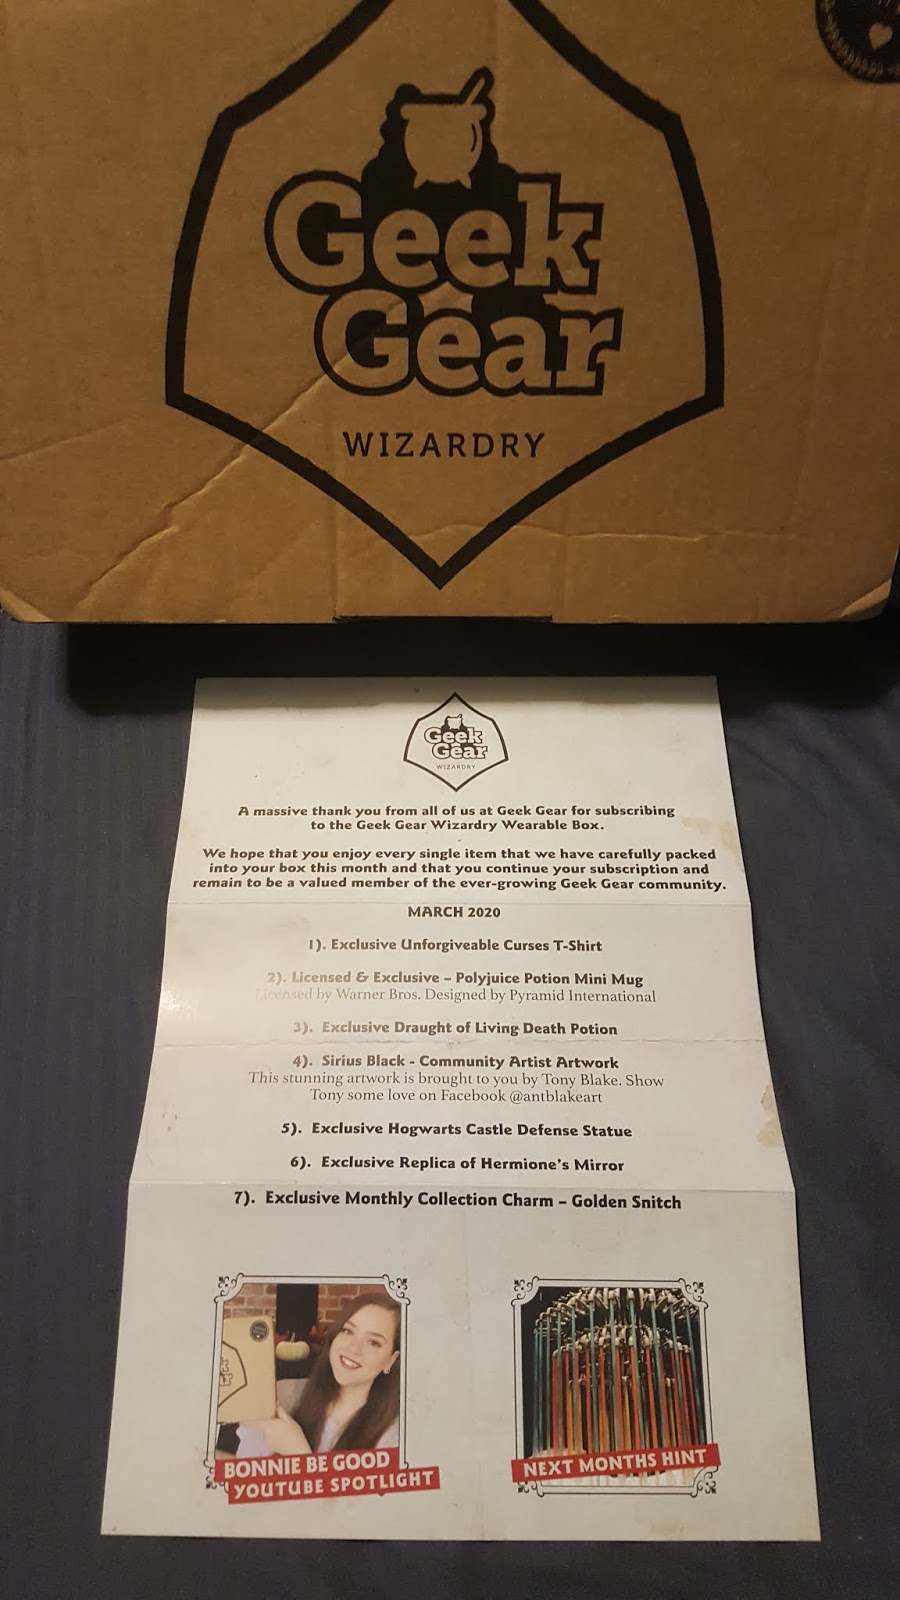 Geek
Gear
WIZARDRY
Geek
Gear
WIZARDRY
A massive thank you from all of us at Geek Gear for subscribing
to the Geek Gear Wizardry Wearable Box.
We hope that you enjoy every single item that we have carefully packed
into your box this month and that you continue your subscription and
remain to be a valued member of the ever-growing Geek Gear community.
MARCH 2020
1). Exclusive Unforgiveable Curses T-Shirt
2). Licensed & Exclusive – Polyjuice Potion Mini Mug
Licensed by Warner Bros. Designed by Pyramid International
3). Exclusive Draught of Living Death Potion
4). Sirius Black - Community Artist Artwork
This stunning artwork is brought to you by Tony Blake. Show
Tony some love on Facebook @antblakeart
5). Exclusive Hogwarts Castle Defense Statue
6). Exclusive Replica of Hermione's Mirror
7). Exclusive Monthly Collection Charm – Golden Snitch
BONNIE BE GOOD
YOUTUBE SPOTLIGHT
NEXT MONTHS HINT